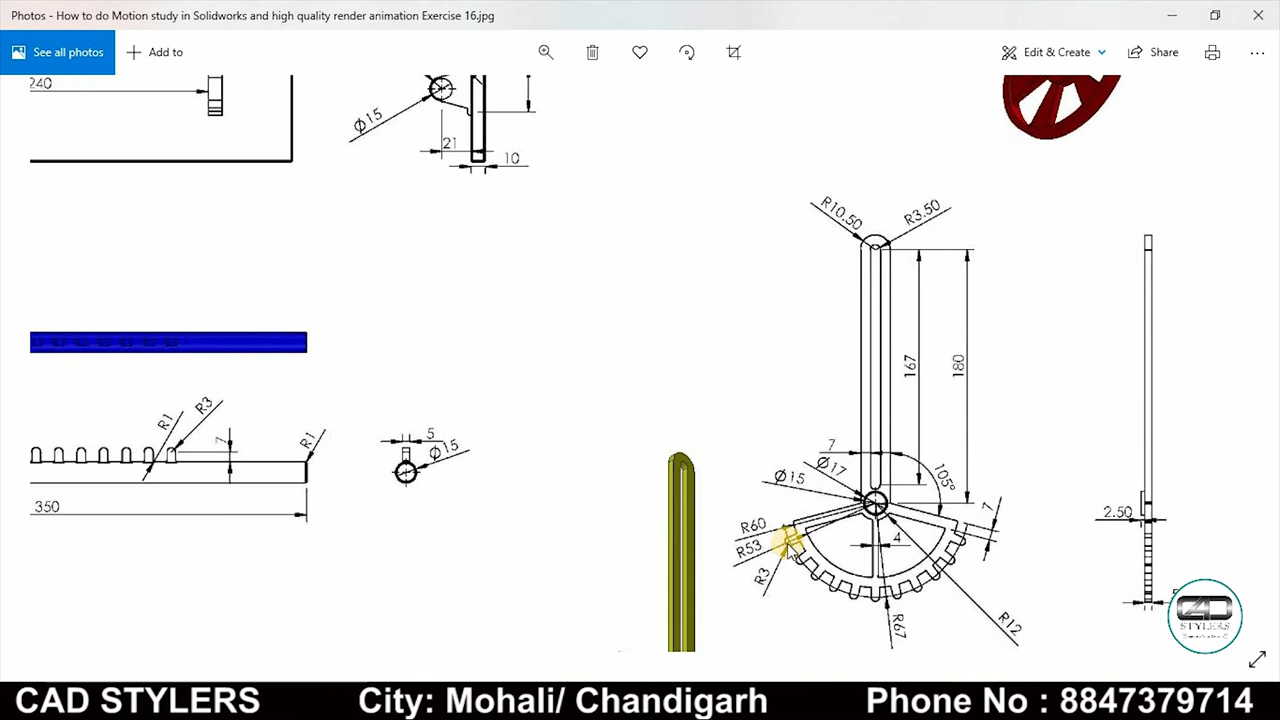 Photos - How to do Motion study in Solidworks and high quality render animation Exercise 16.jpg
See all photos
Add to
Edit & Create
Share
240
Ø15
21
10
R10.50
R3.50
167
180
R1
R3
7
R1
5
Ø15
350
7
Ø17
Ø15
105°
7
2.50
R60
R53
4
R3
R12
R67
CAD
STYLERS
CAD STYLERS City: Mohali/ Chandigarh Phone No : 8847379714